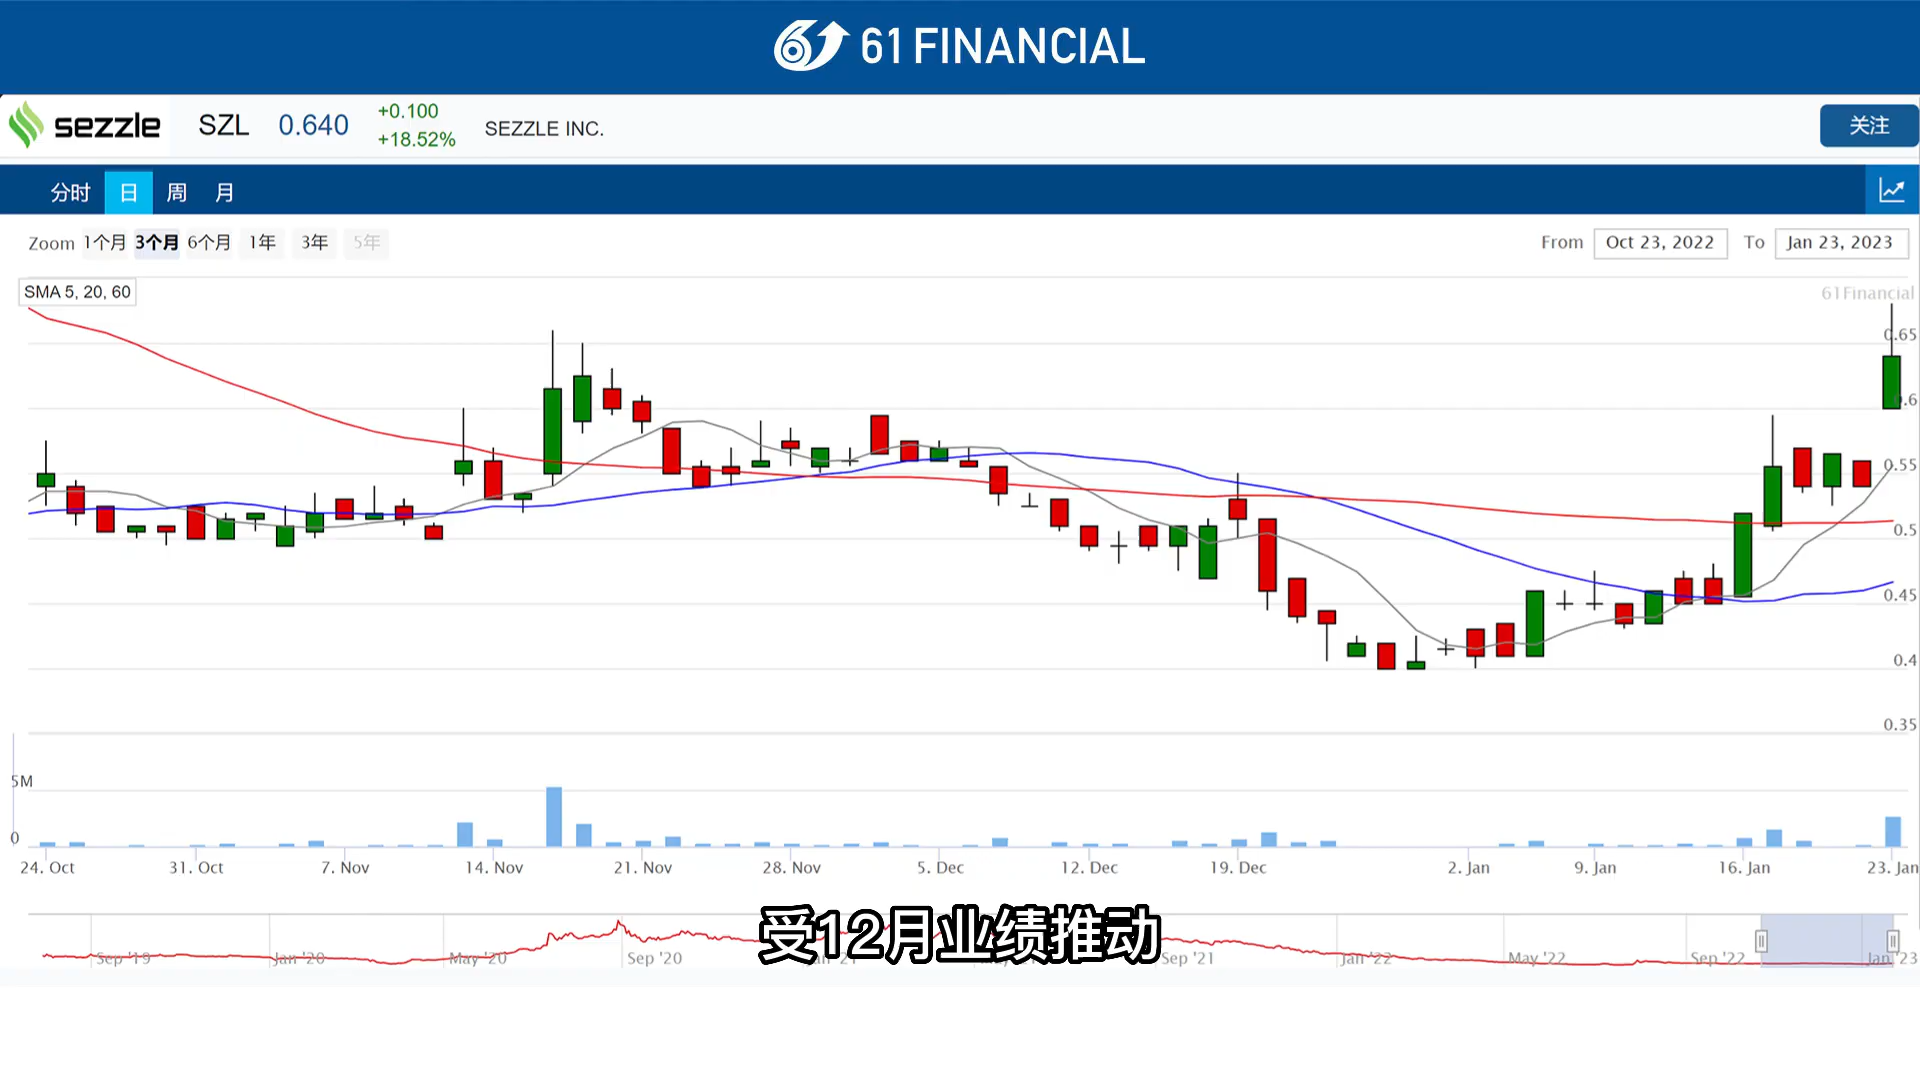 61 FINANCIAL
sezzle SZL 0.640 +0.100 +18.52% SEZZLE INC. 关注
分时 日 周 月
Zoom 1个月 3个月 6个月 1年 3年 5年 From Oct 23, 2022 To Jan 23, 2023
SMA 5, 20, 60
61Financial
0.65
0.6
0.55
0.5
0.45
0.4
0.35
5M
0
24. Oct 31. Oct 7. Nov 14. Nov 21. Nov 28. Nov 5. Dec 12. Dec 19. Dec 2. Jan 9. Jan 16. Jan 23. Jan
受12月业绩推动
Sep '19 Jan '20 May '20 Sep '20 Sep '21 Jan '22 May '22 Sep '22 Jan '23